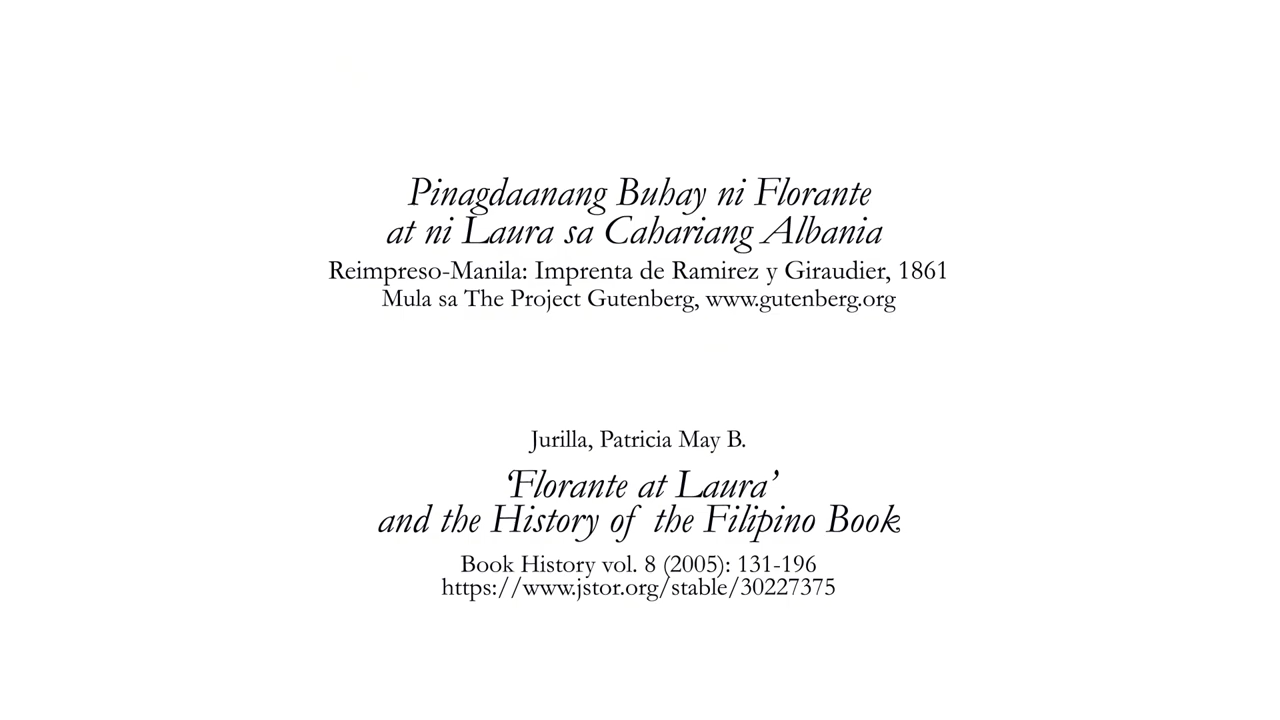 Pinagdaanang Buhay ni Florante
at ni Laura sa Cahariang Albania
Reimpreso-Manila: Imprenta de Ramirez y Giraudier, 1861
Mula sa The Project Gutenberg, www.gutenberg.org
Jurilla, Patricia May B.
‘Florante at Laura’
and the History of the Filipino Book
Book History vol. 8 (2005): 131-196
https://www.jstor.org/stable/30227375